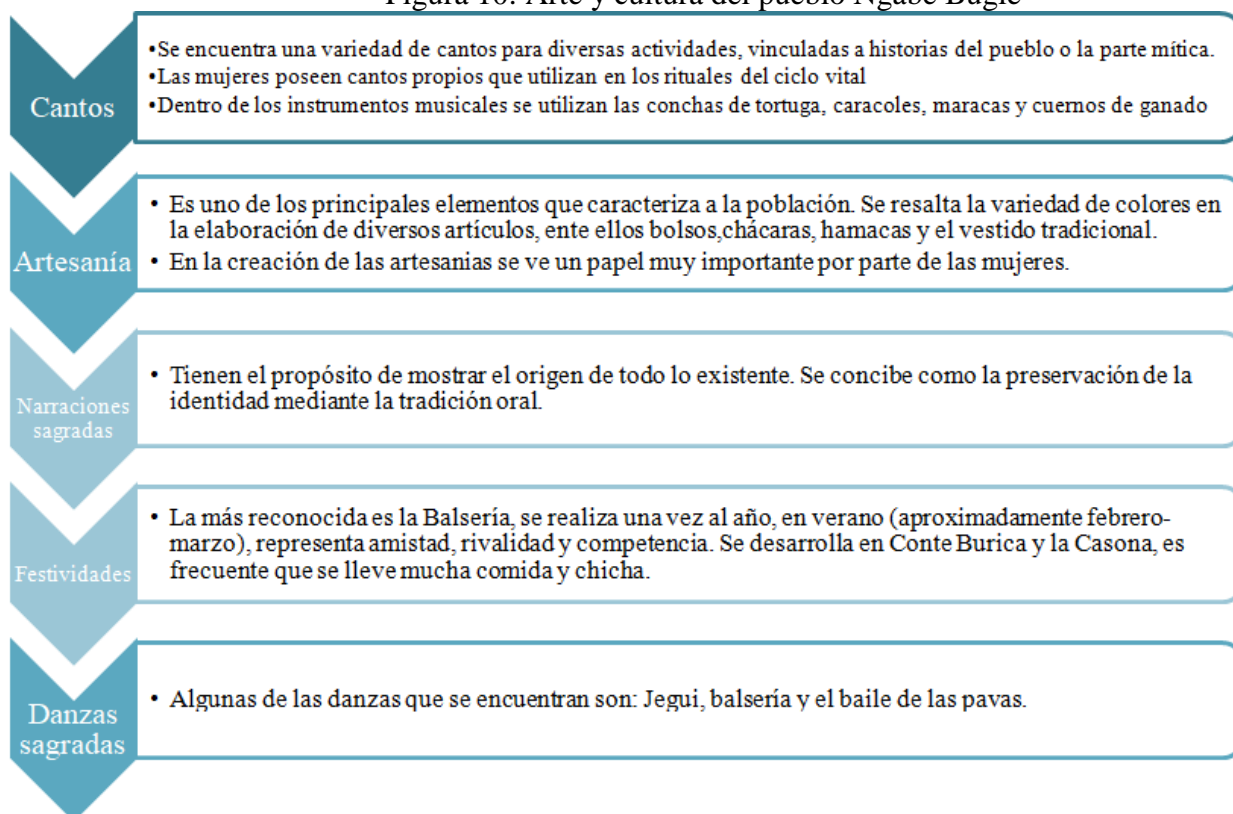 Figura 10. Arte y cultura del pueblo Ngäbe Buglé
Cantos
•Se encuentra una variedad de cantos para diversas actividades, vinculadas a historias del pueblo o la parte mítica.
•Las mujeres poseen cantos propios que utilizan en los rituales del ciclo vital
•Dentro de los instrumentos musicales se utilizan las conchas de tortuga, caracoles, maracas y cuernos de ganado
Artesanía
• Es uno de los principales elementos que caracteriza a la población. Se resalta la variedad de colores en
la elaboración de diversos artículos, ente ellos bolsos,chácaras, hamacas y el vestido tradicional.
• En la creación de las artesanias se ve un papel muy importante por parte de las mujeres.
Narraciones
sagradas
• Tienen el propósito de mostrar el origen de todo lo existente. Se concibe como la preservación de la
identidad mediante la tradición oral.
Festividades
• La más reconocida es la Balsería, se realiza una vez al año, en verano (aproximadamente febrero-
marzo), representa amistad, rivalidad y competencia. Se desarrolla en Conte Burica y la Casona, es
frecuente que se lleve mucha comida y chicha.
Danzas
sagradas
• Algunas de las danzas que se encuentran son: Jegui, balsería y el baile de las pavas.